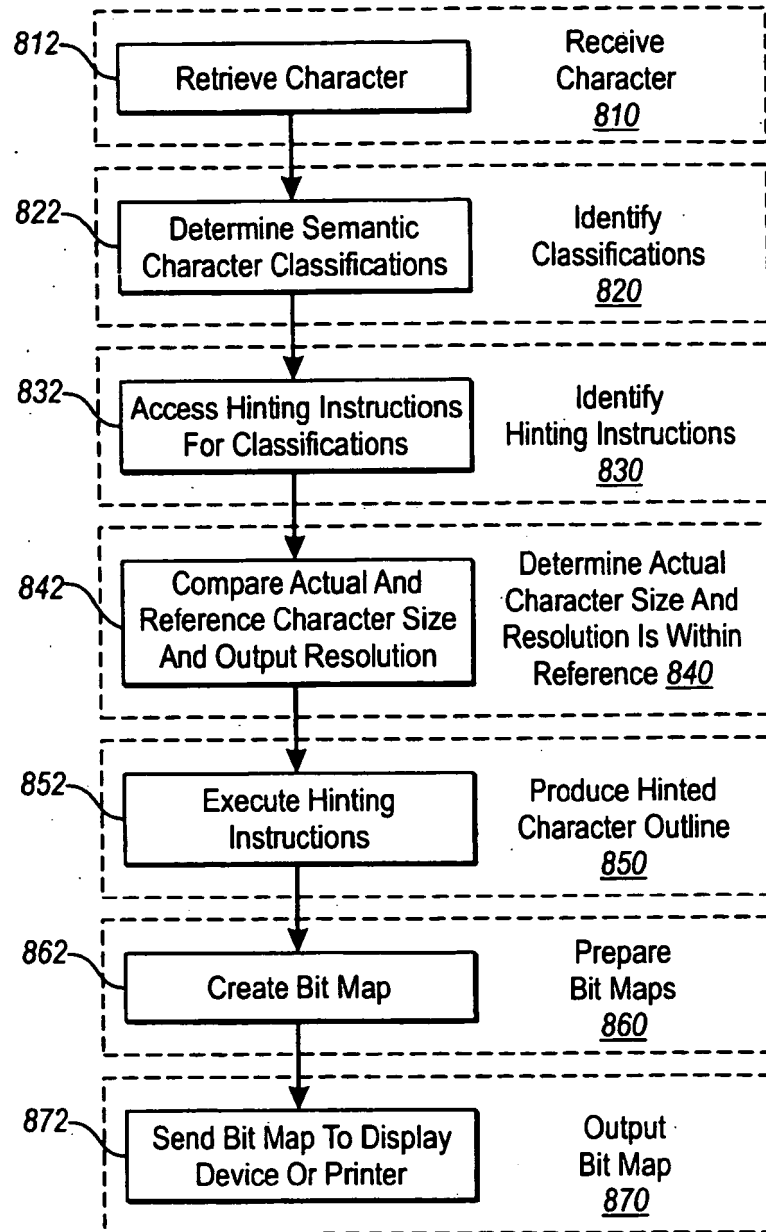 812
Retrieve Character
Receive
Character
810
822
Determine Semantic
Character Classifications
Identify
Classifications
820
832
Access Hinting Instructions
For Classifications
Identify
Hinting Instructions
830
842
Compare Actual And
Reference Character Size
And Output Resolution
Determine Actual
Character Size And
Resolution Is Within
Reference 840
852
Execute Hinting
Instructions
Produce Hinted
Character Outline
850
862
Create Bit Map
Prepare
Bit Maps
860
872
Send Bit Map To Display
Device Or Printer
Output
Bit Map
870